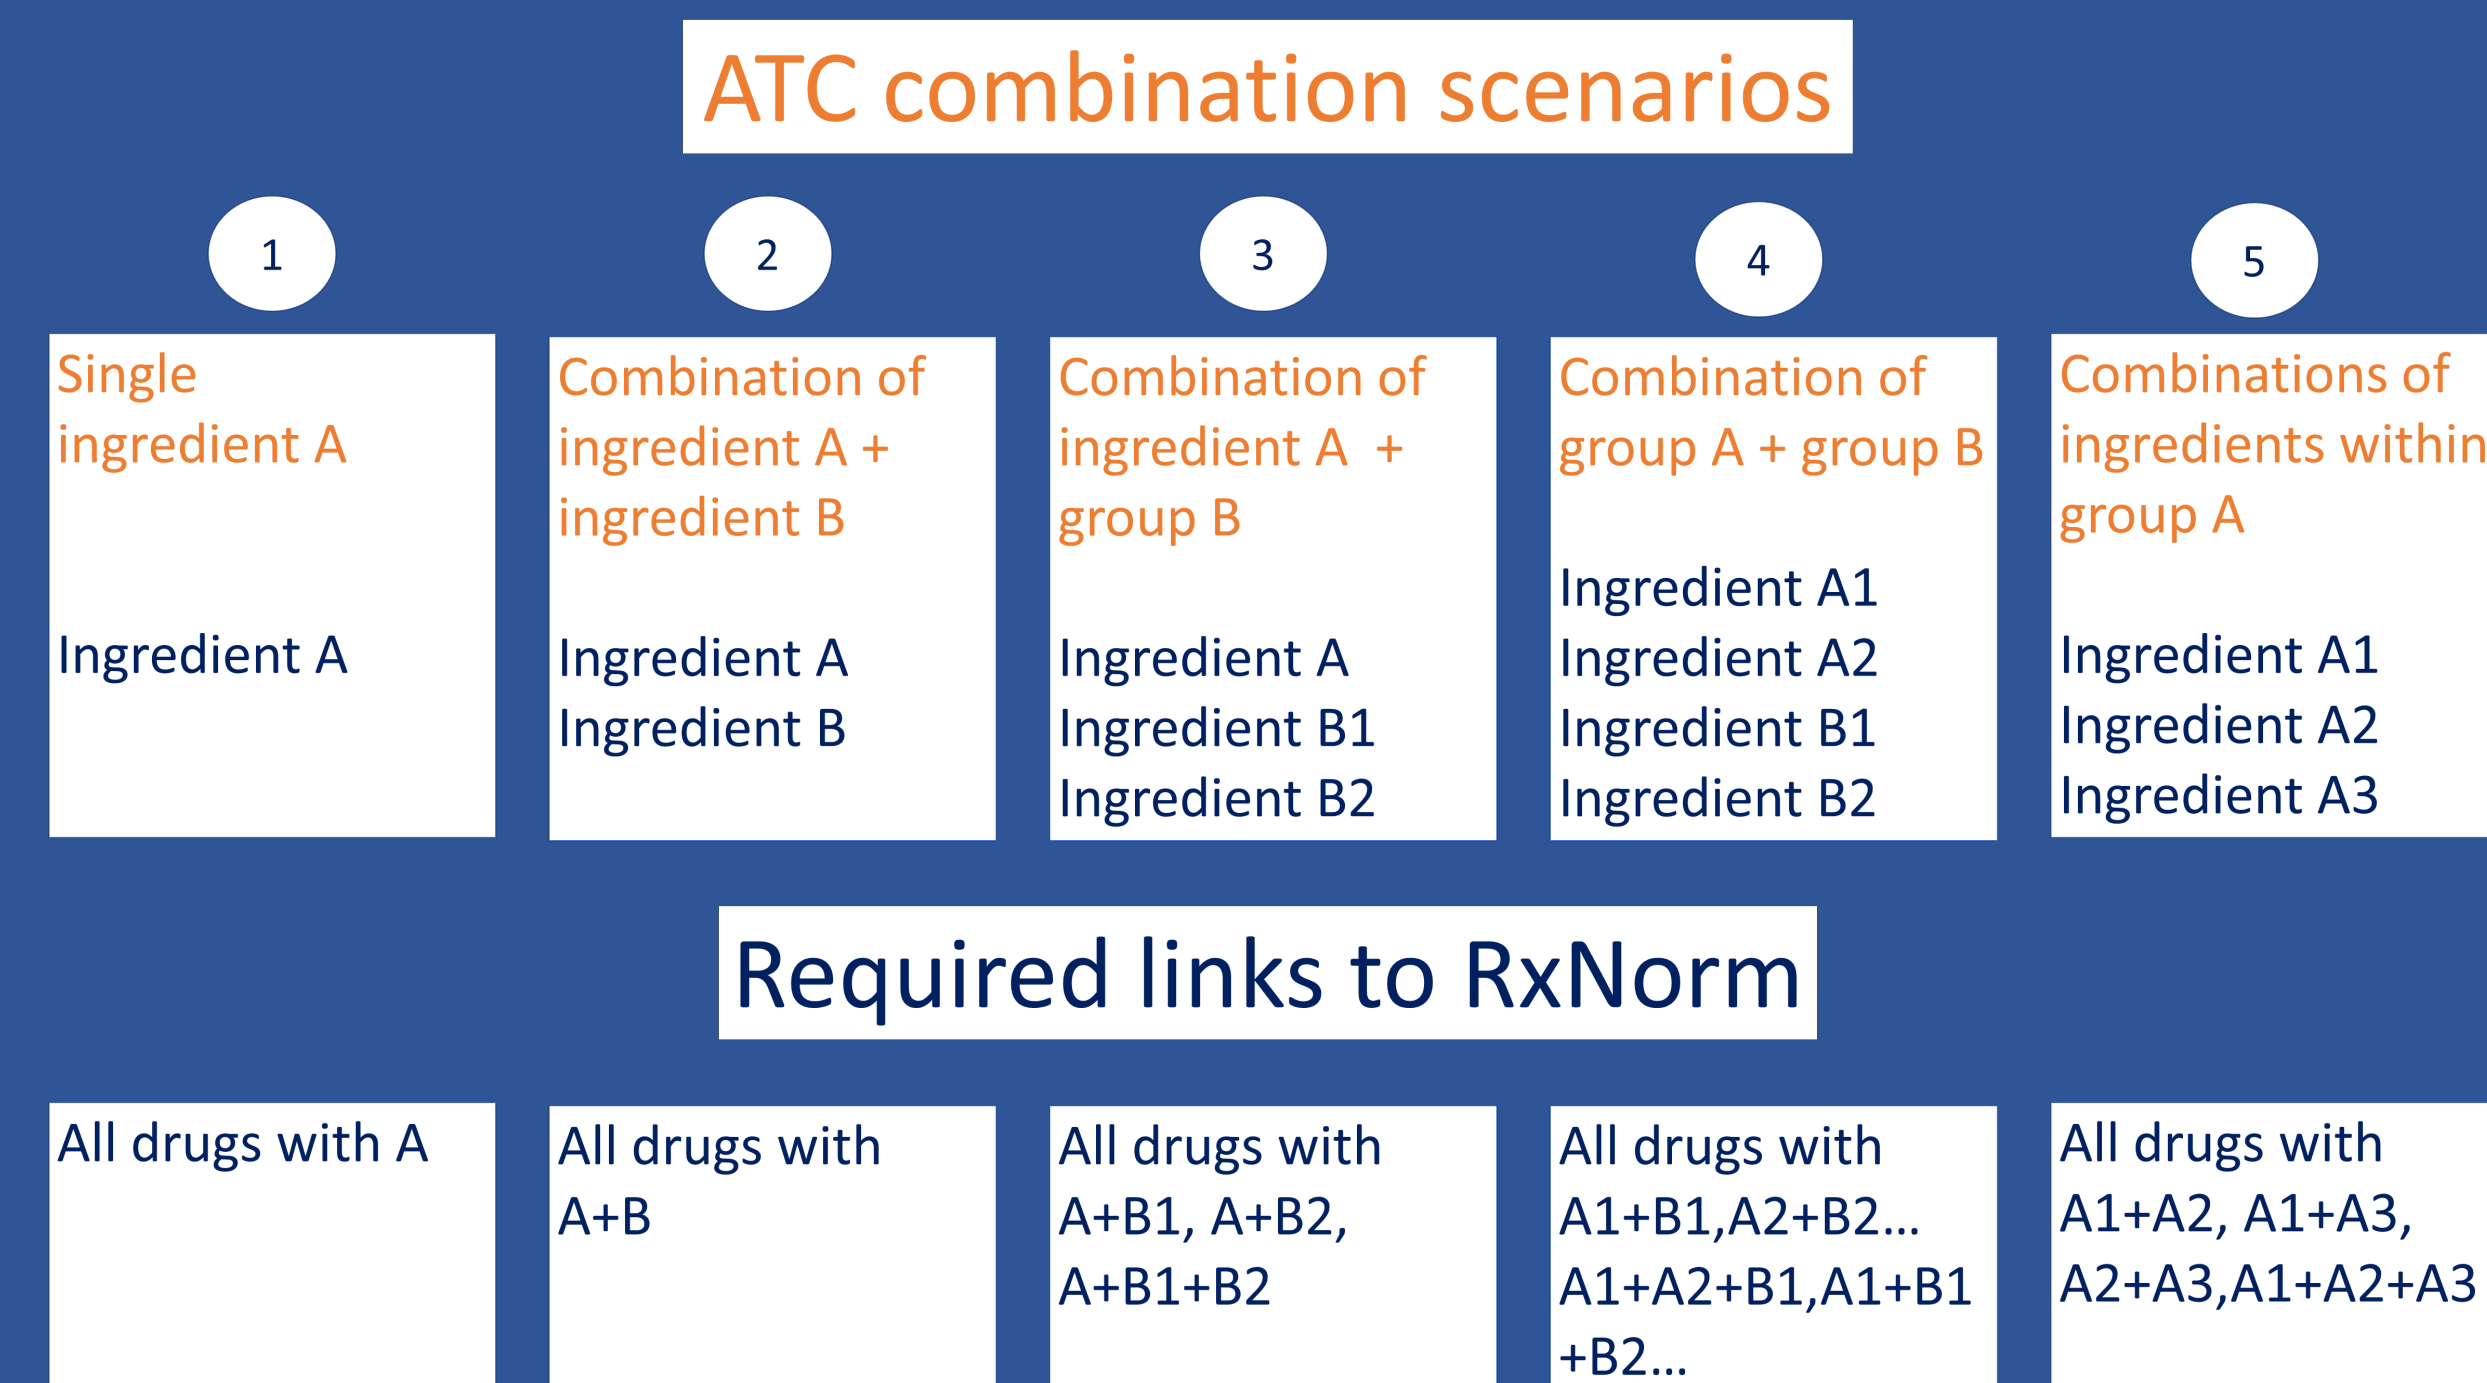 ATC combination scenarios
1
2
3
4
5
Single
ingredient A
Ingredient A
Combination of
ingredient A +
ingredient B
Ingredient A
Ingredient B
Combination of
ingredient A +
group B
Ingredient A
Ingredient B1
Ingredient B2
Combination of
group A + group B
Ingredient A1
Ingredient A2
Ingredient B1
Ingredient B2
Combinations of
ingredients within
group A
Ingredient A1
Ingredient A2
Ingredient A3
Required links to RxNorm
All drugs with A
All drugs with
A+B
All drugs with
A+B1, A+B2,
A+B1+B2
All drugs with
A1+B1,A2+B2...
A1+A2+B1,A1+B1
+B2...
All drugs with
A1+A2, A1+A3,
A2+A3,A1+A2+A3